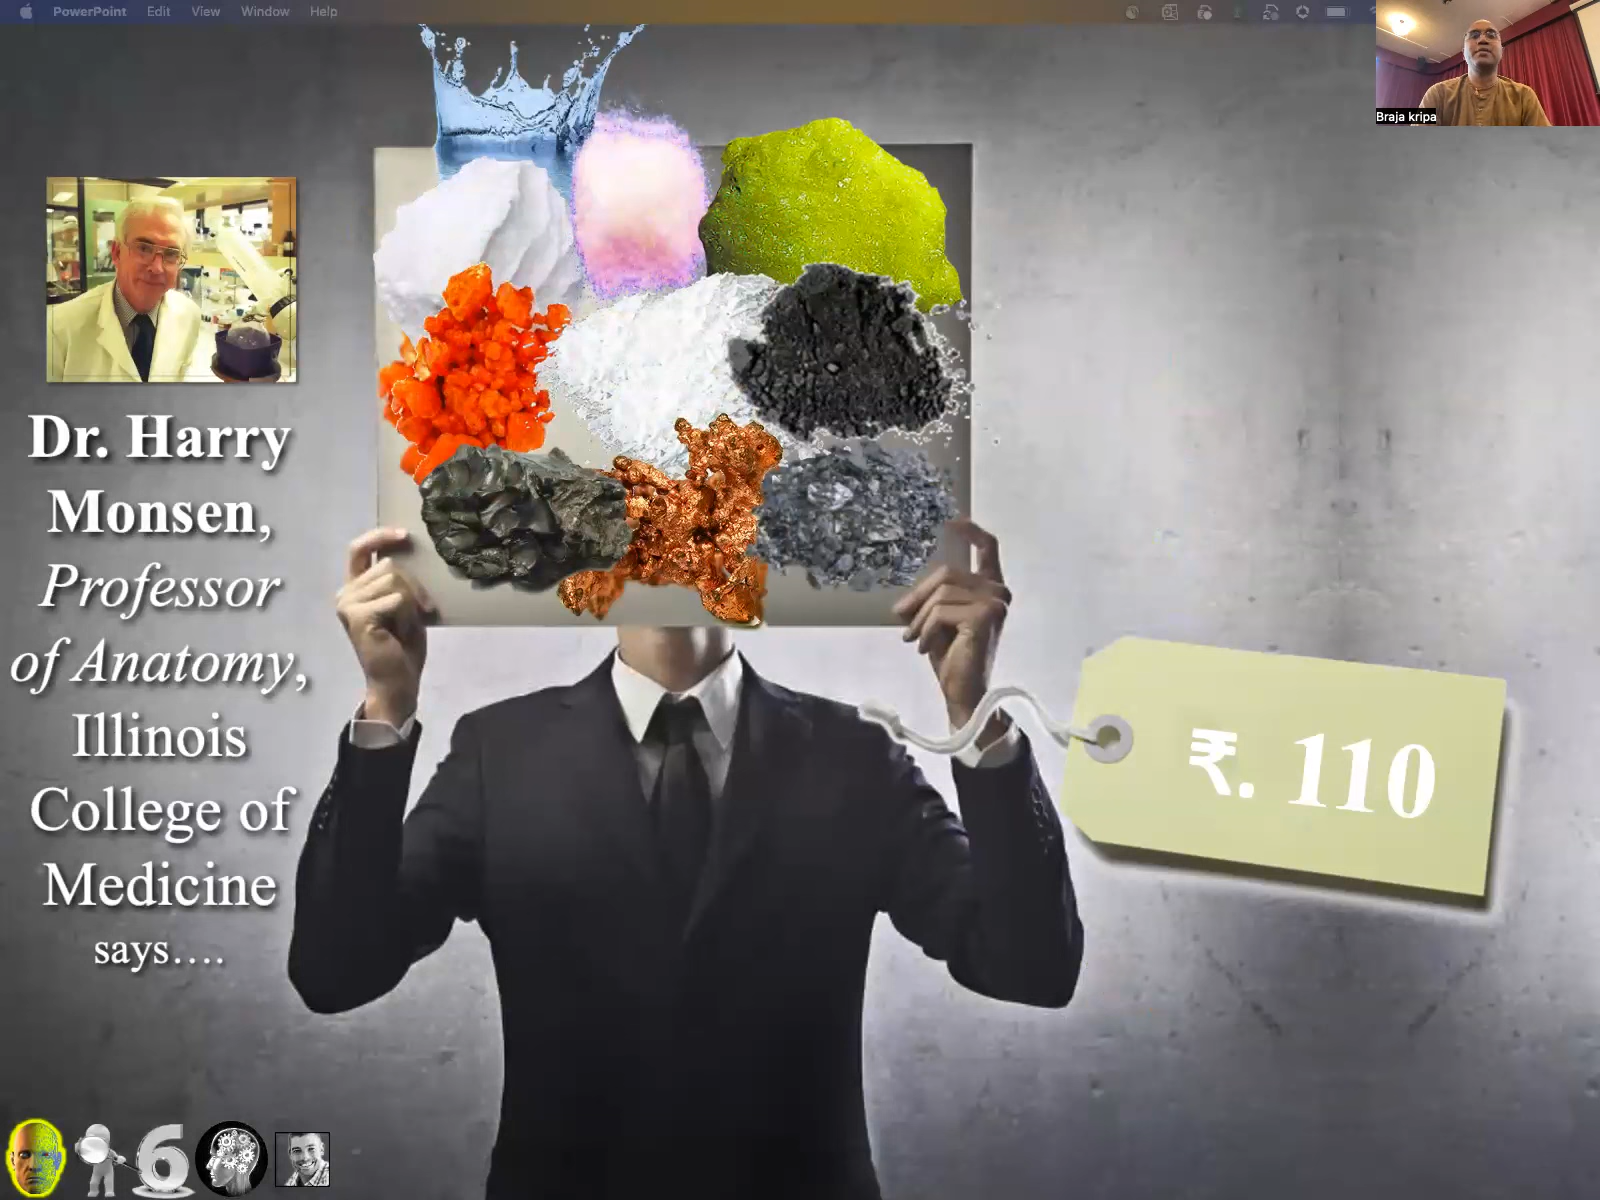 PowerPoint Edit View Window Help
Braja kripa
Dr. Harry
Monsen,
Professor
of Anatomy,
Illinois
College of
Medicine
says….
₹. 110
6